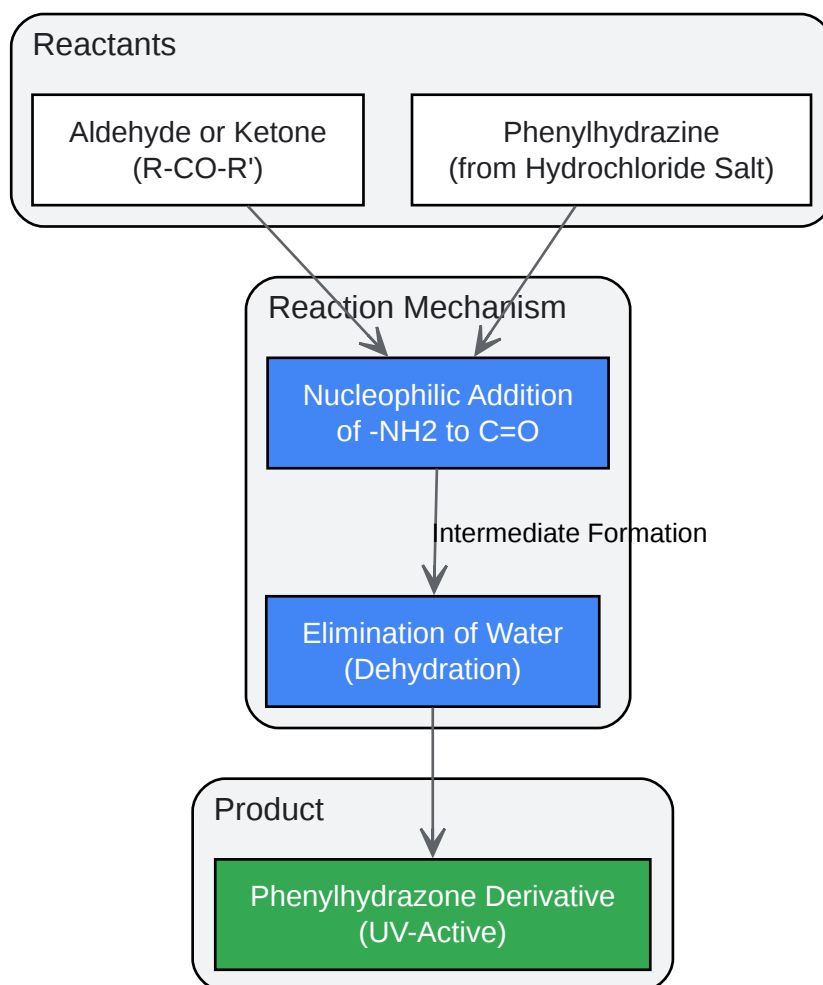 Reactants
Aldehyde or Ketone
(R-CO-R')
Phenylhydrazine
(from Hydrochloride Salt)
Reaction Mechanism
Nucleophilic Addition
of -NH2 to C=O
Intermediate Formation
Elimination of Water
(Dehydration)
Product
Phenylhydrazone Derivative
(UV-Active)